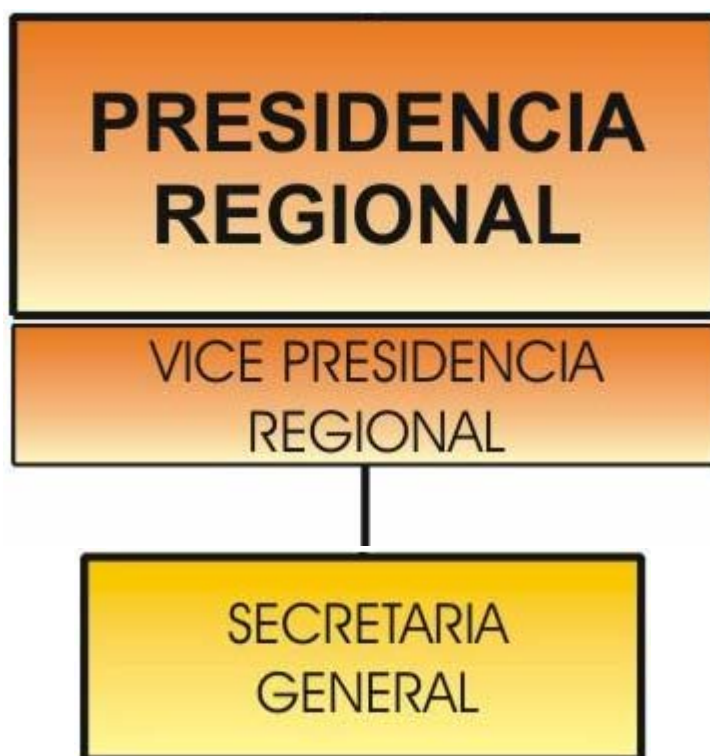 PRESIDENCIA
REGIONAL
VICE PRESIDENCIA
REGIONAL
SECRETARIA
GENERAL